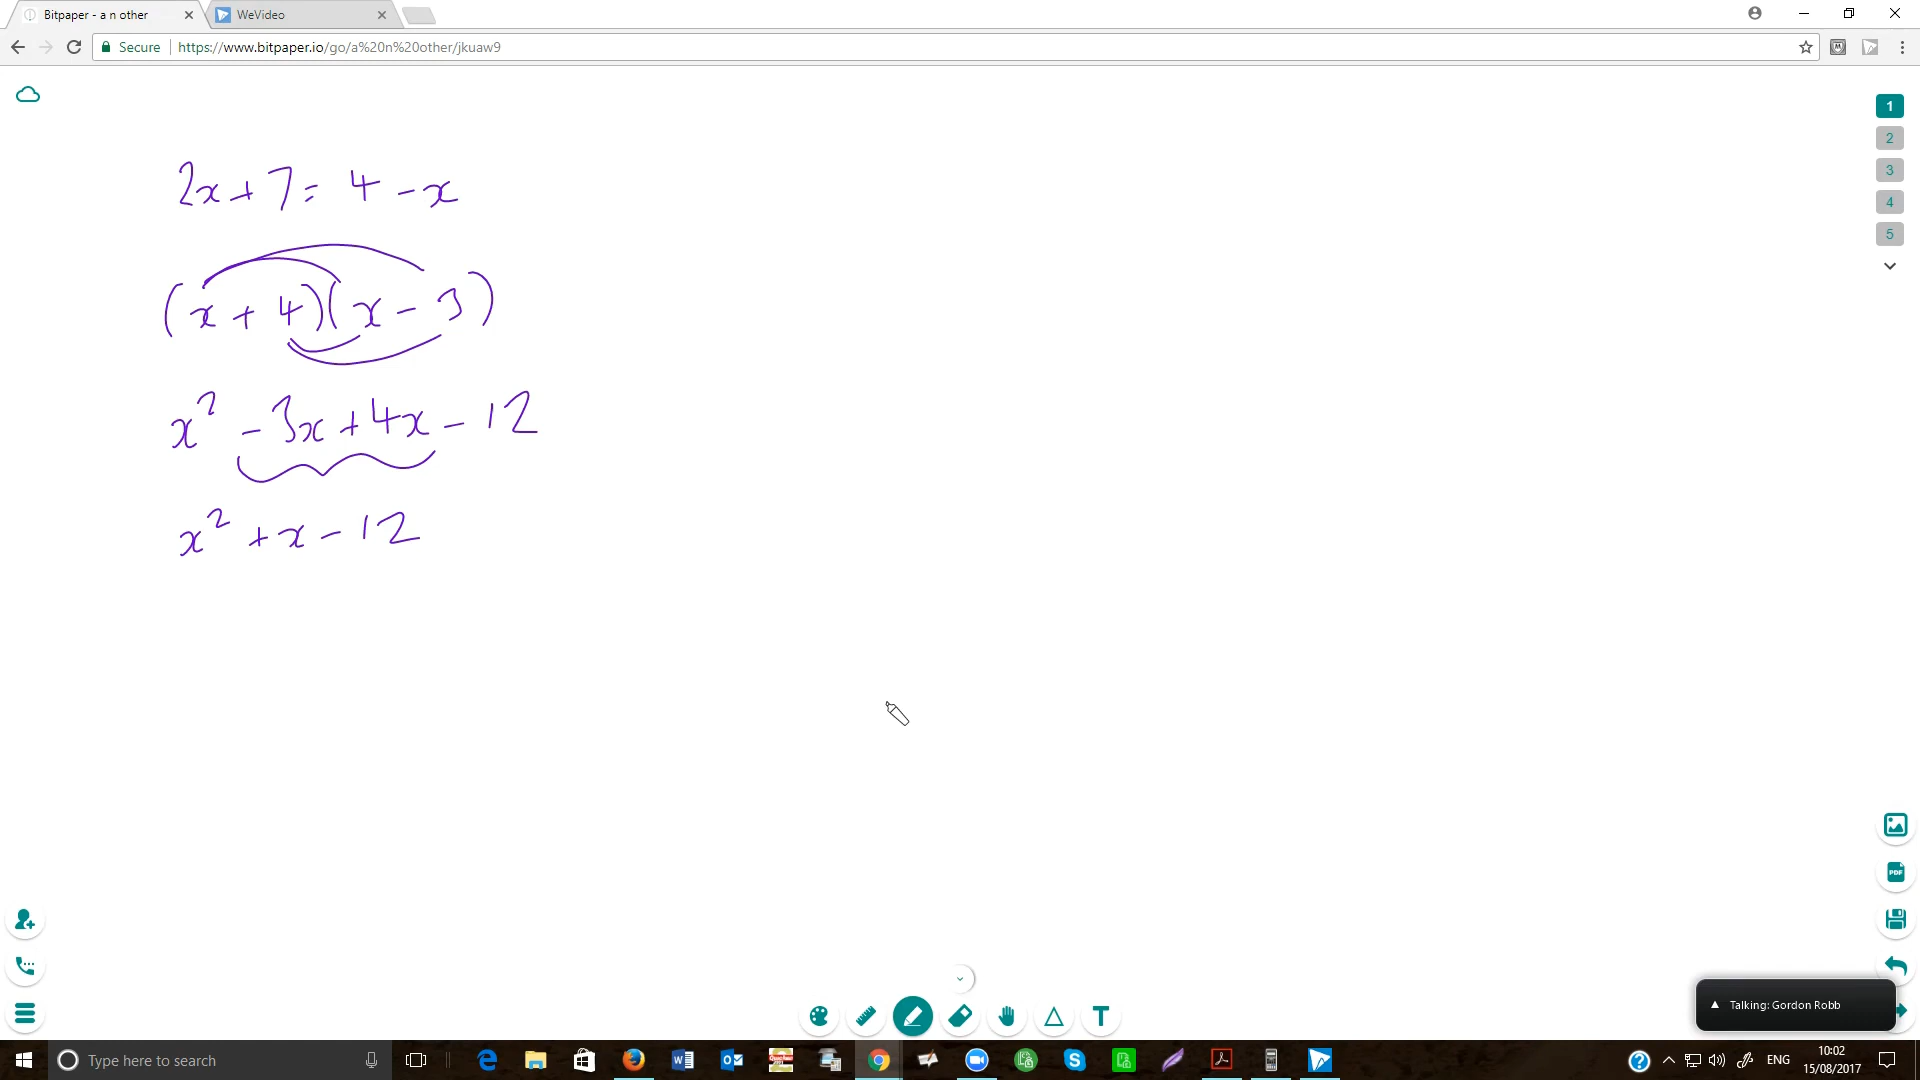 Bitpaper - a n other
WeVideo
Secure
https://www.bitpaper.io/go/a%20n%20other/jkuaw9
2x+7= 4 -x
(x + 4)(x - 3)
x² - 3x + 4x - 12
x² + x - 12
1
2
3
4
5
PDF
Talking: Gordon Robb
T
Type here to search
ENG
10:02
15/08/2017